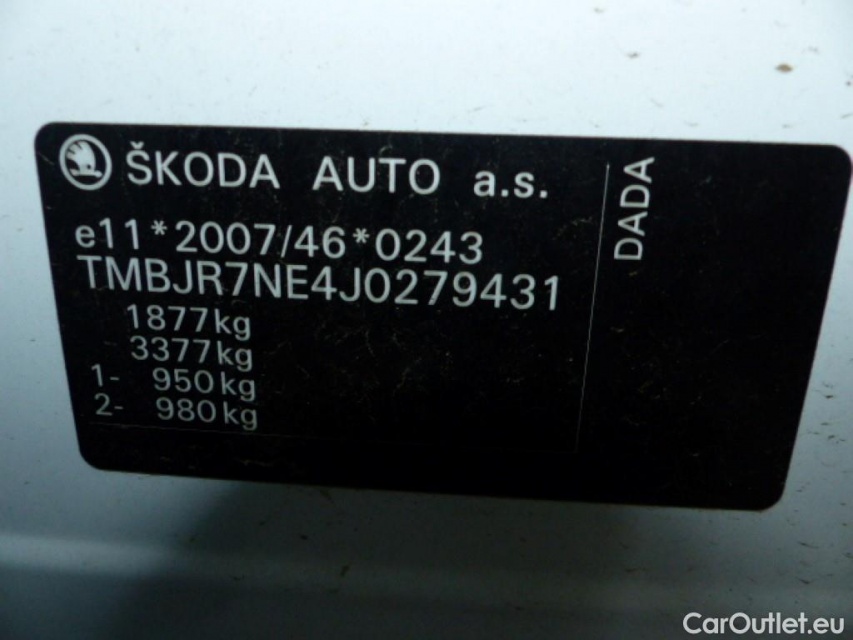 ŠKODA AUTO a.s.
e11*2007/46*0243
TMBJR7NE4J0279431
1877kg
3377kg
1- 950kg
2- 980kg
DADA
CarOutlet.eu